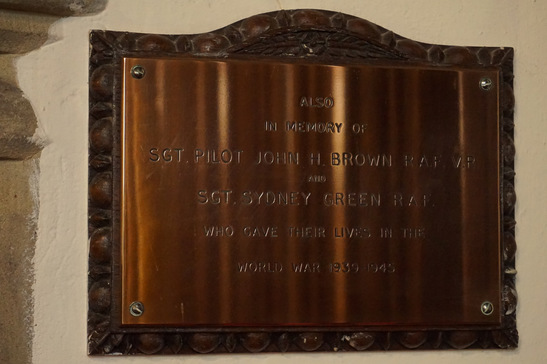 ALSO
IN MEMORY OF
SGT. PILOT JOHN H. BROWN R.A.F. V.R.
AND
SGT. SYDNEY GREEN R.A.F.
WHO GAVE THEIR LIVES IN THE
WORLD WAR 1939 1945